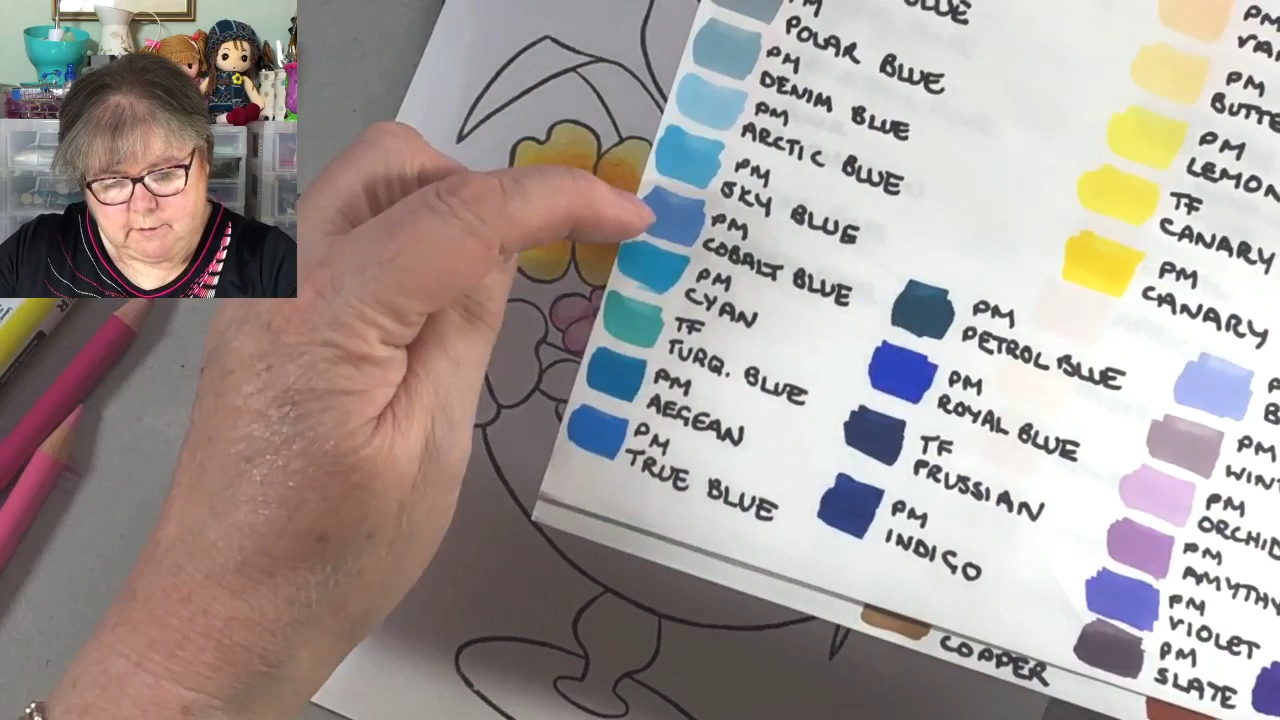 BLUE
PM
POLAR BLUE
PM
DENIM BLUE
PM
ARCTIC BLUE
PM
SKY BLUE
PM
COBALT BLUE
PM
CYAN
TF
TURQ. BLUE
PM
AEGEAN
PM
TRUE BLUE
PM
PETROL BLUE
PM
ROYAL BLUE
TF
PRUSSIAN
PM
INDIGO
PM
PM
PM
LEMON
TF
CANARY
PM
CANARY
PM
PM
ORCHID
PM
PM
VIOLET
PM
SLATE
COPPER